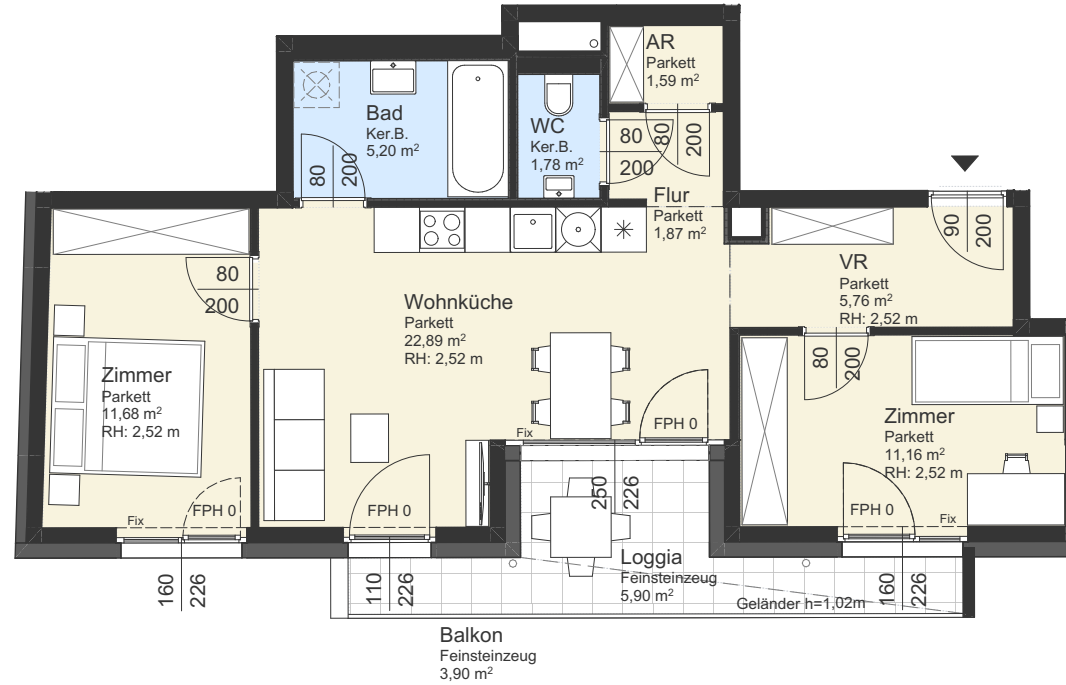 AR
Parkett
1,59 m²
Bad
Ker.B.
5,20 m²
WC
Ker.B.
1,78 m²
80
200
80
200
80
200
Flur
Parkett
1,87 m²
90
200
VR
Parkett
5,76 m²
RH: 2,52 m
80
200
Wohnküche
Parkett
22,89 m²
RH: 2,52 m
80
200
Zimmer
Parkett
11,68 m²
RH: 2,52 m
Zimmer
Parkett
11,16 m²
RH: 2,52 m
Fix
FPH 0
Fix
FPH 0
FPH 0
FPH 0
Fix
250
226
160
226
110
226
160
226
Loggia
Feinsteinzeug
5,90 m²
Geländer h=1,02m
Balkon
Feinsteinzeug
3,90 m²